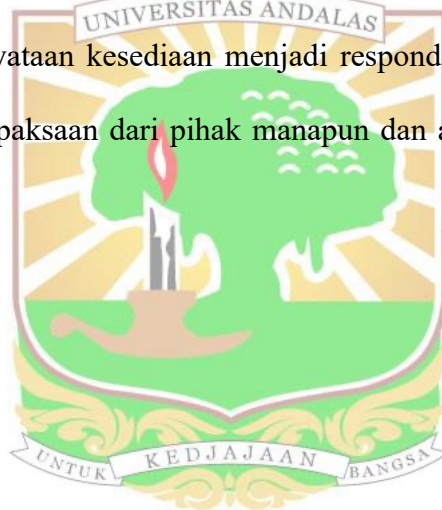 UNIVERSITAS ANDALAS
yataan kesediaan menjadi respond
paksaan dari pihak manapun dan a
UNTUK KEDJAJAAN BANGSA